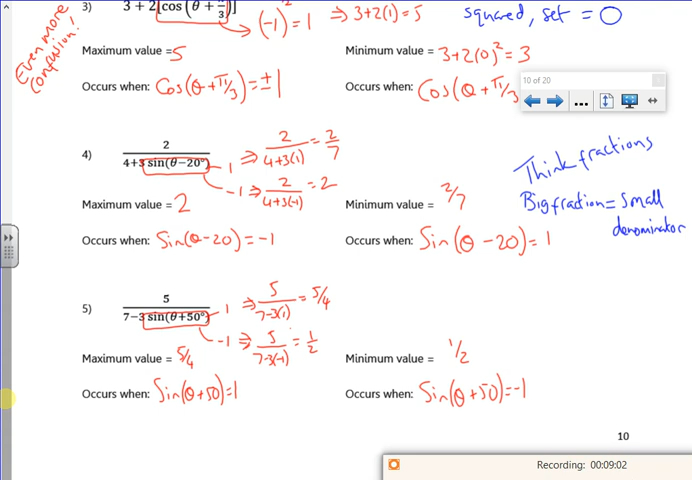 3) 3 + 2[cos(θ + π/3)] (-1)² = 1 ⇒ 3+2(1) = 5
squared, set = 0
Even more confusion!
Maximum value = 5
Minimum value = 3+2(0)² = 3
Occurs when: Cos(θ + π/3) = ±1
Occurs when: Cos(θ + π/3
10 of 20
4) 2/(4+3 sin(θ−20°)) 1 ⇒ 2/(4+3(1)) = 2/7
-1 ⇒ 2/(4+3(-1)) = 2
Think fractions
Big fraction = Small denominator
Maximum value = 2
Minimum value = 2/7
Occurs when: Sin(θ-20) = -1
Occurs when: Sin(θ-20) = 1
5) 5/(7−3 sin(θ+50°)) 1 ⇒ 5/(7-3(1)) = 5/4
-1 ⇒ 5/(7-3(-1)) = 1/2
Maximum value = 5/4
Minimum value = 1/2
Occurs when: Sin(θ+50) = 1
Occurs when: Sin(θ+50) = -1
10
Recording: 00:09:02